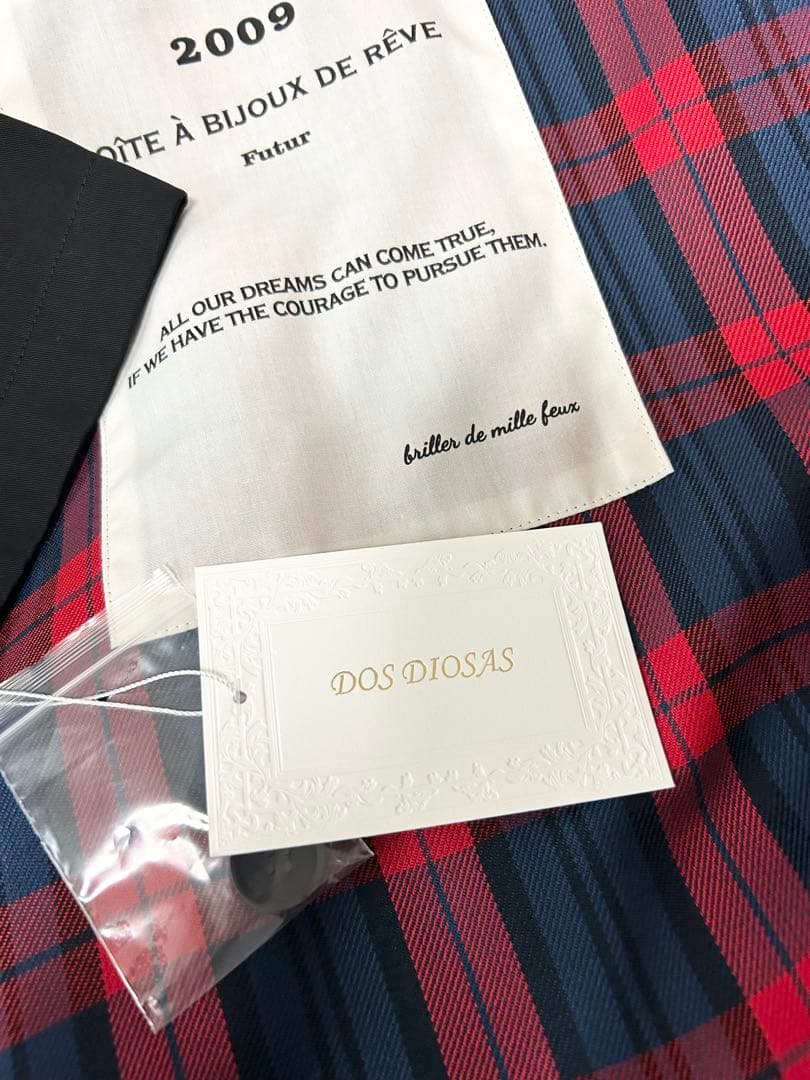 2009
OÎTE À BIJOUX DE RÊVE
Futur
ALL OUR DREAMS CAN COME TRUE,
IF WE HAVE THE COURAGE TO PURSUE THEM.
briller de mille feux
DOS DIOSAS